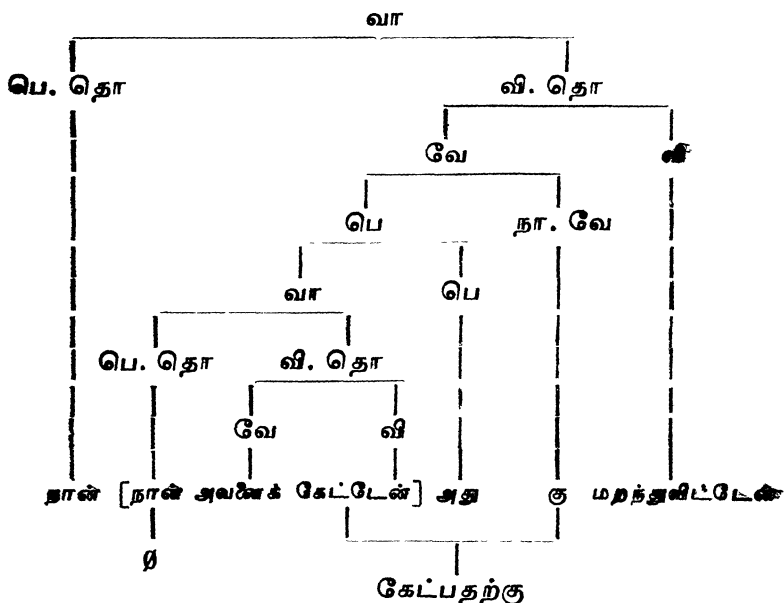 வா
பெ. தொ வி. தொ
வே வி
பெ நா. வே
வா பெ
பெ. தொ வி. தொ
வே வி
நான் [நான் அவனைக் கேட்டேன்] அது கு மறந்துவிட்டேன்
Ø
கேட்பதற்கு